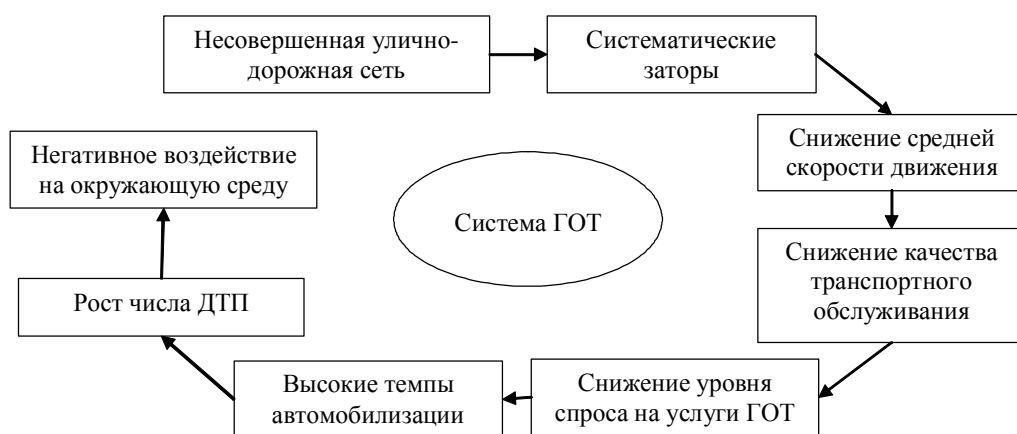 Несовершенная улично-
дорожная сеть
Систематические
заторы
Снижение средней
скорости движения
Снижение качества
транспортного
обслуживания
Снижение уровня
спроса на услуги ГОТ
Высокие темпы
автомобилизации
Рост числа ДТП
Негативное воздействие
на окружающую среду
Система ГОТ